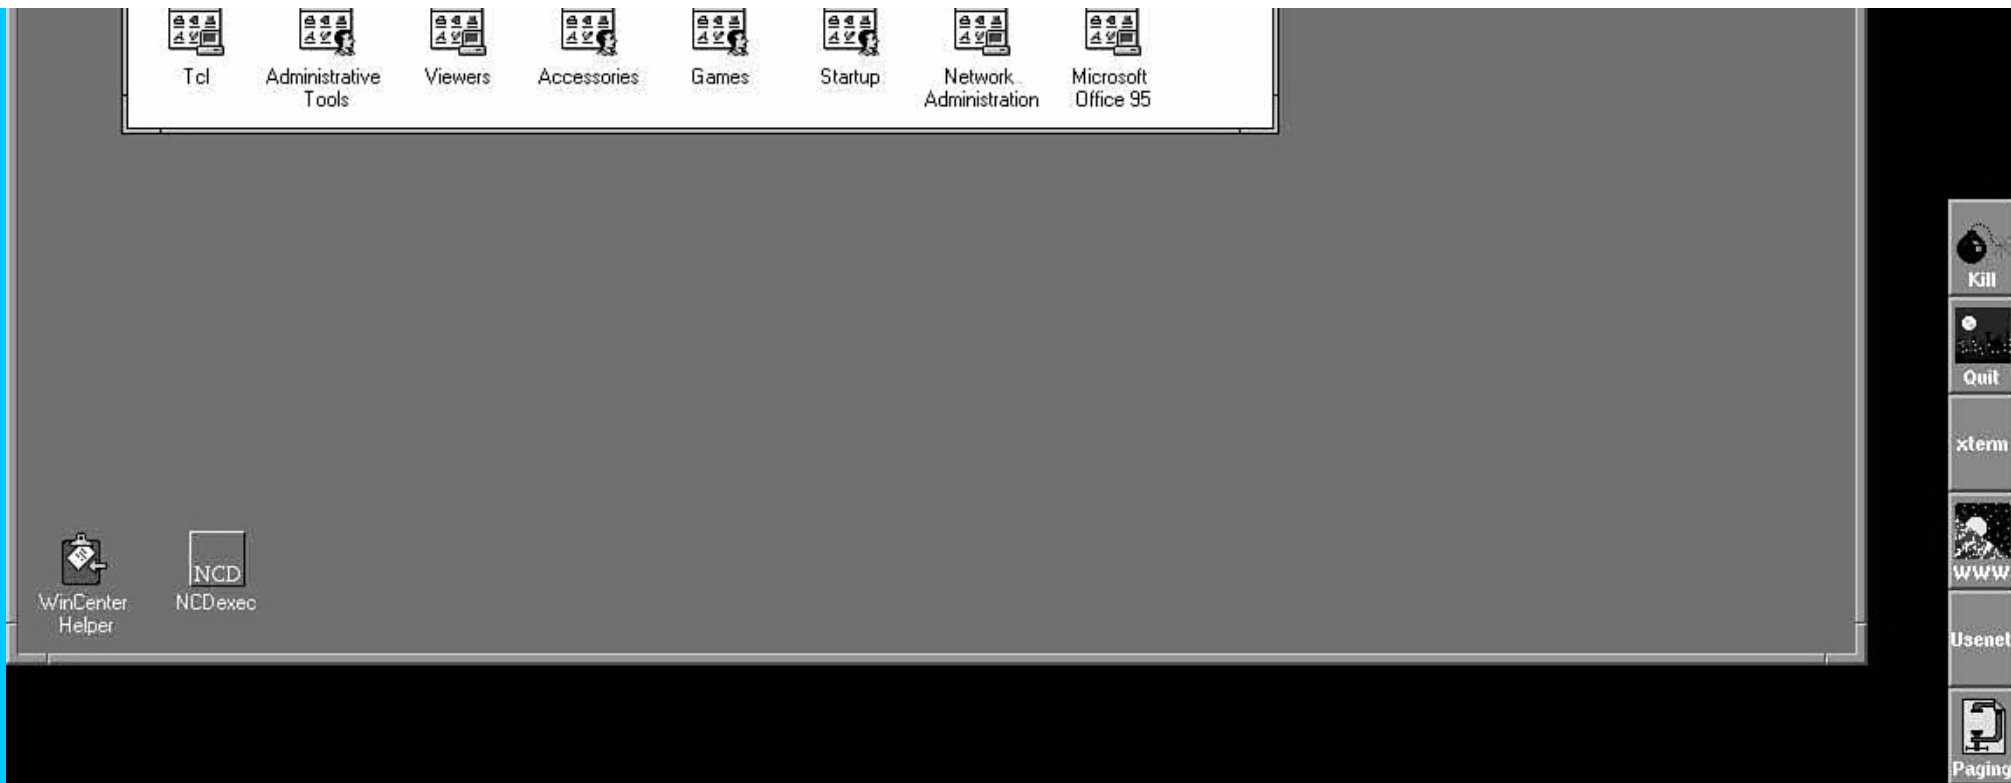 Tcl
Administrative
Tools
Viewers
Accessories
Games
Startup
Network
Administration
Microsoft
Office 95
Kill
Quit
xterm
WWW
Usenet
Paging
NCD
WinCenter
Helper
NCDexec